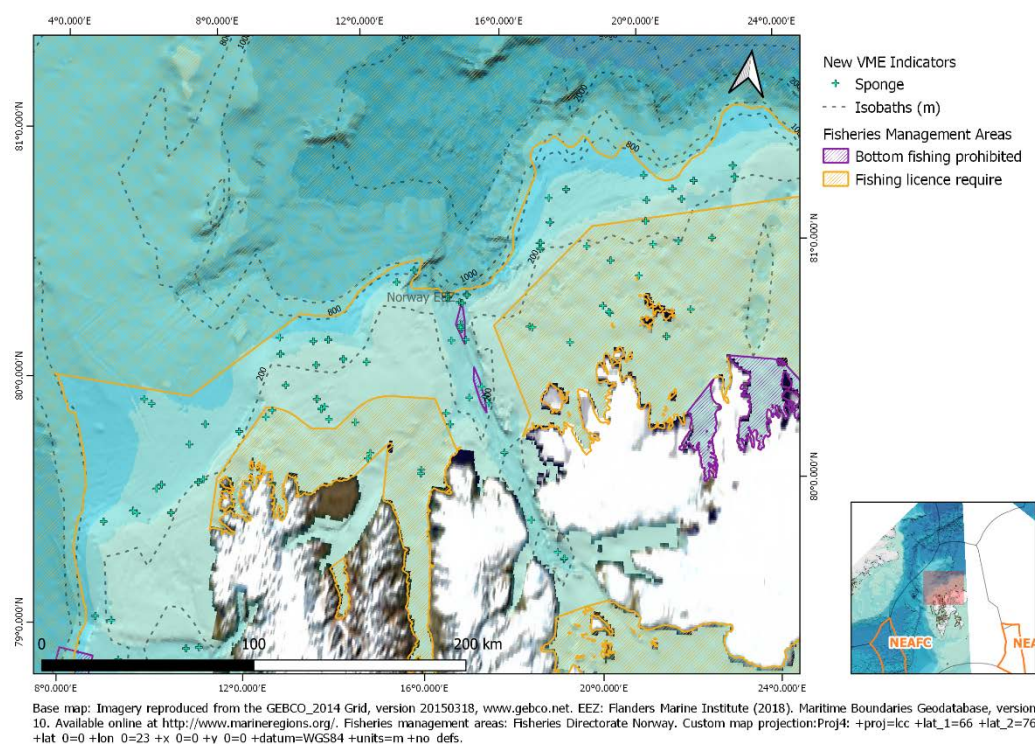 4°0.000'E 8°0.000'E 12°0.000'E 16°0.000'E 20°0.000'E 24°0.000'E
New VME Indicators
Sponge
Isobaths (m)
Fisheries Management Areas
Bottom fishing prohibited
Fishing licence require
81°0.000'N
81°0.000'N
80°0.000'N
80°0.000'N
79°0.000'N
800
2000
800
200
1000
Norway
800
200
0 100 200 km
NEAFC
8°0.000'E 12°0.000'E 16°0.000'E 20°0.000'E 24°0.000'E
Base map: Imagery reproduced from the GEBCO_2014 Grid, version 20150318, www.gebco.net. EEZ: Flanders Marine Institute (2018). Maritime Boundaries Geodatabase, version
10. Available online at http://www.marineregions.org/. Fisheries management areas: Fisheries Directorate Norway. Custom map projection:Proj4: +proj=lcc +lat_1=66 +lat_2=76
+lat_0=0 +lon_0=23 +x_0=0 +y_0=0 +datum=WGS84 +units=m +no_defs.